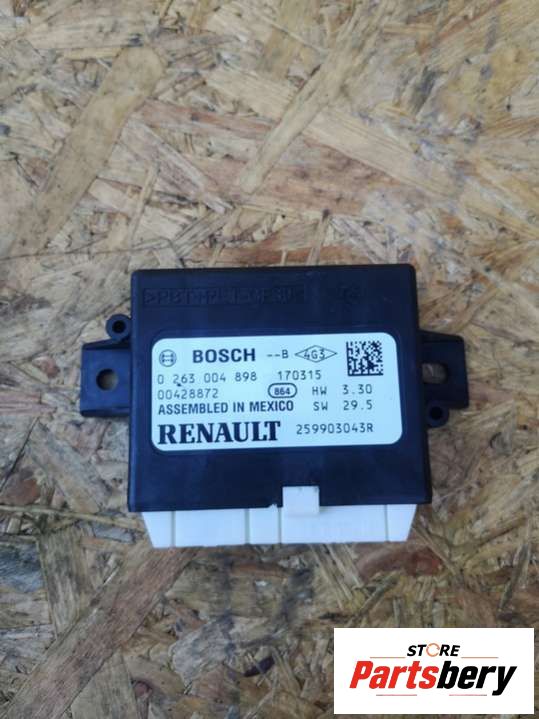 BOSCH --B 4G3
0 263 004 898 170315
00428872 864 HW 3.30
ASSEMBLED IN MEXICO SW 29.5
RENAULT 259903043R
STORE
Partsbery